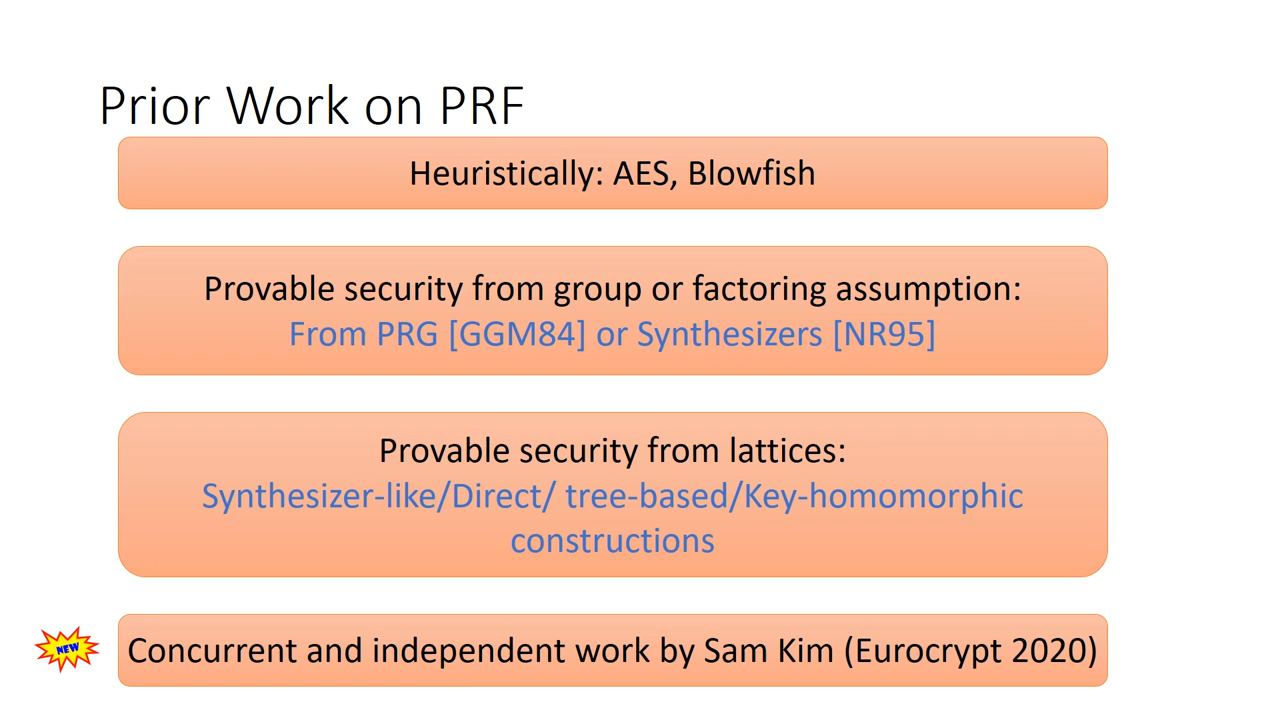 Prior Work on PRF
Heuristically: AES, Blowfish
Provable security from group or factoring assumption:
From PRG [GGM84] or Synthesizers [NR95]
Provable security from lattices:
Synthesizer-like/Direct/ tree-based/Key-homomorphic
constructions
NEW
Concurrent and independent work by Sam Kim (Eurocrypt 2020)